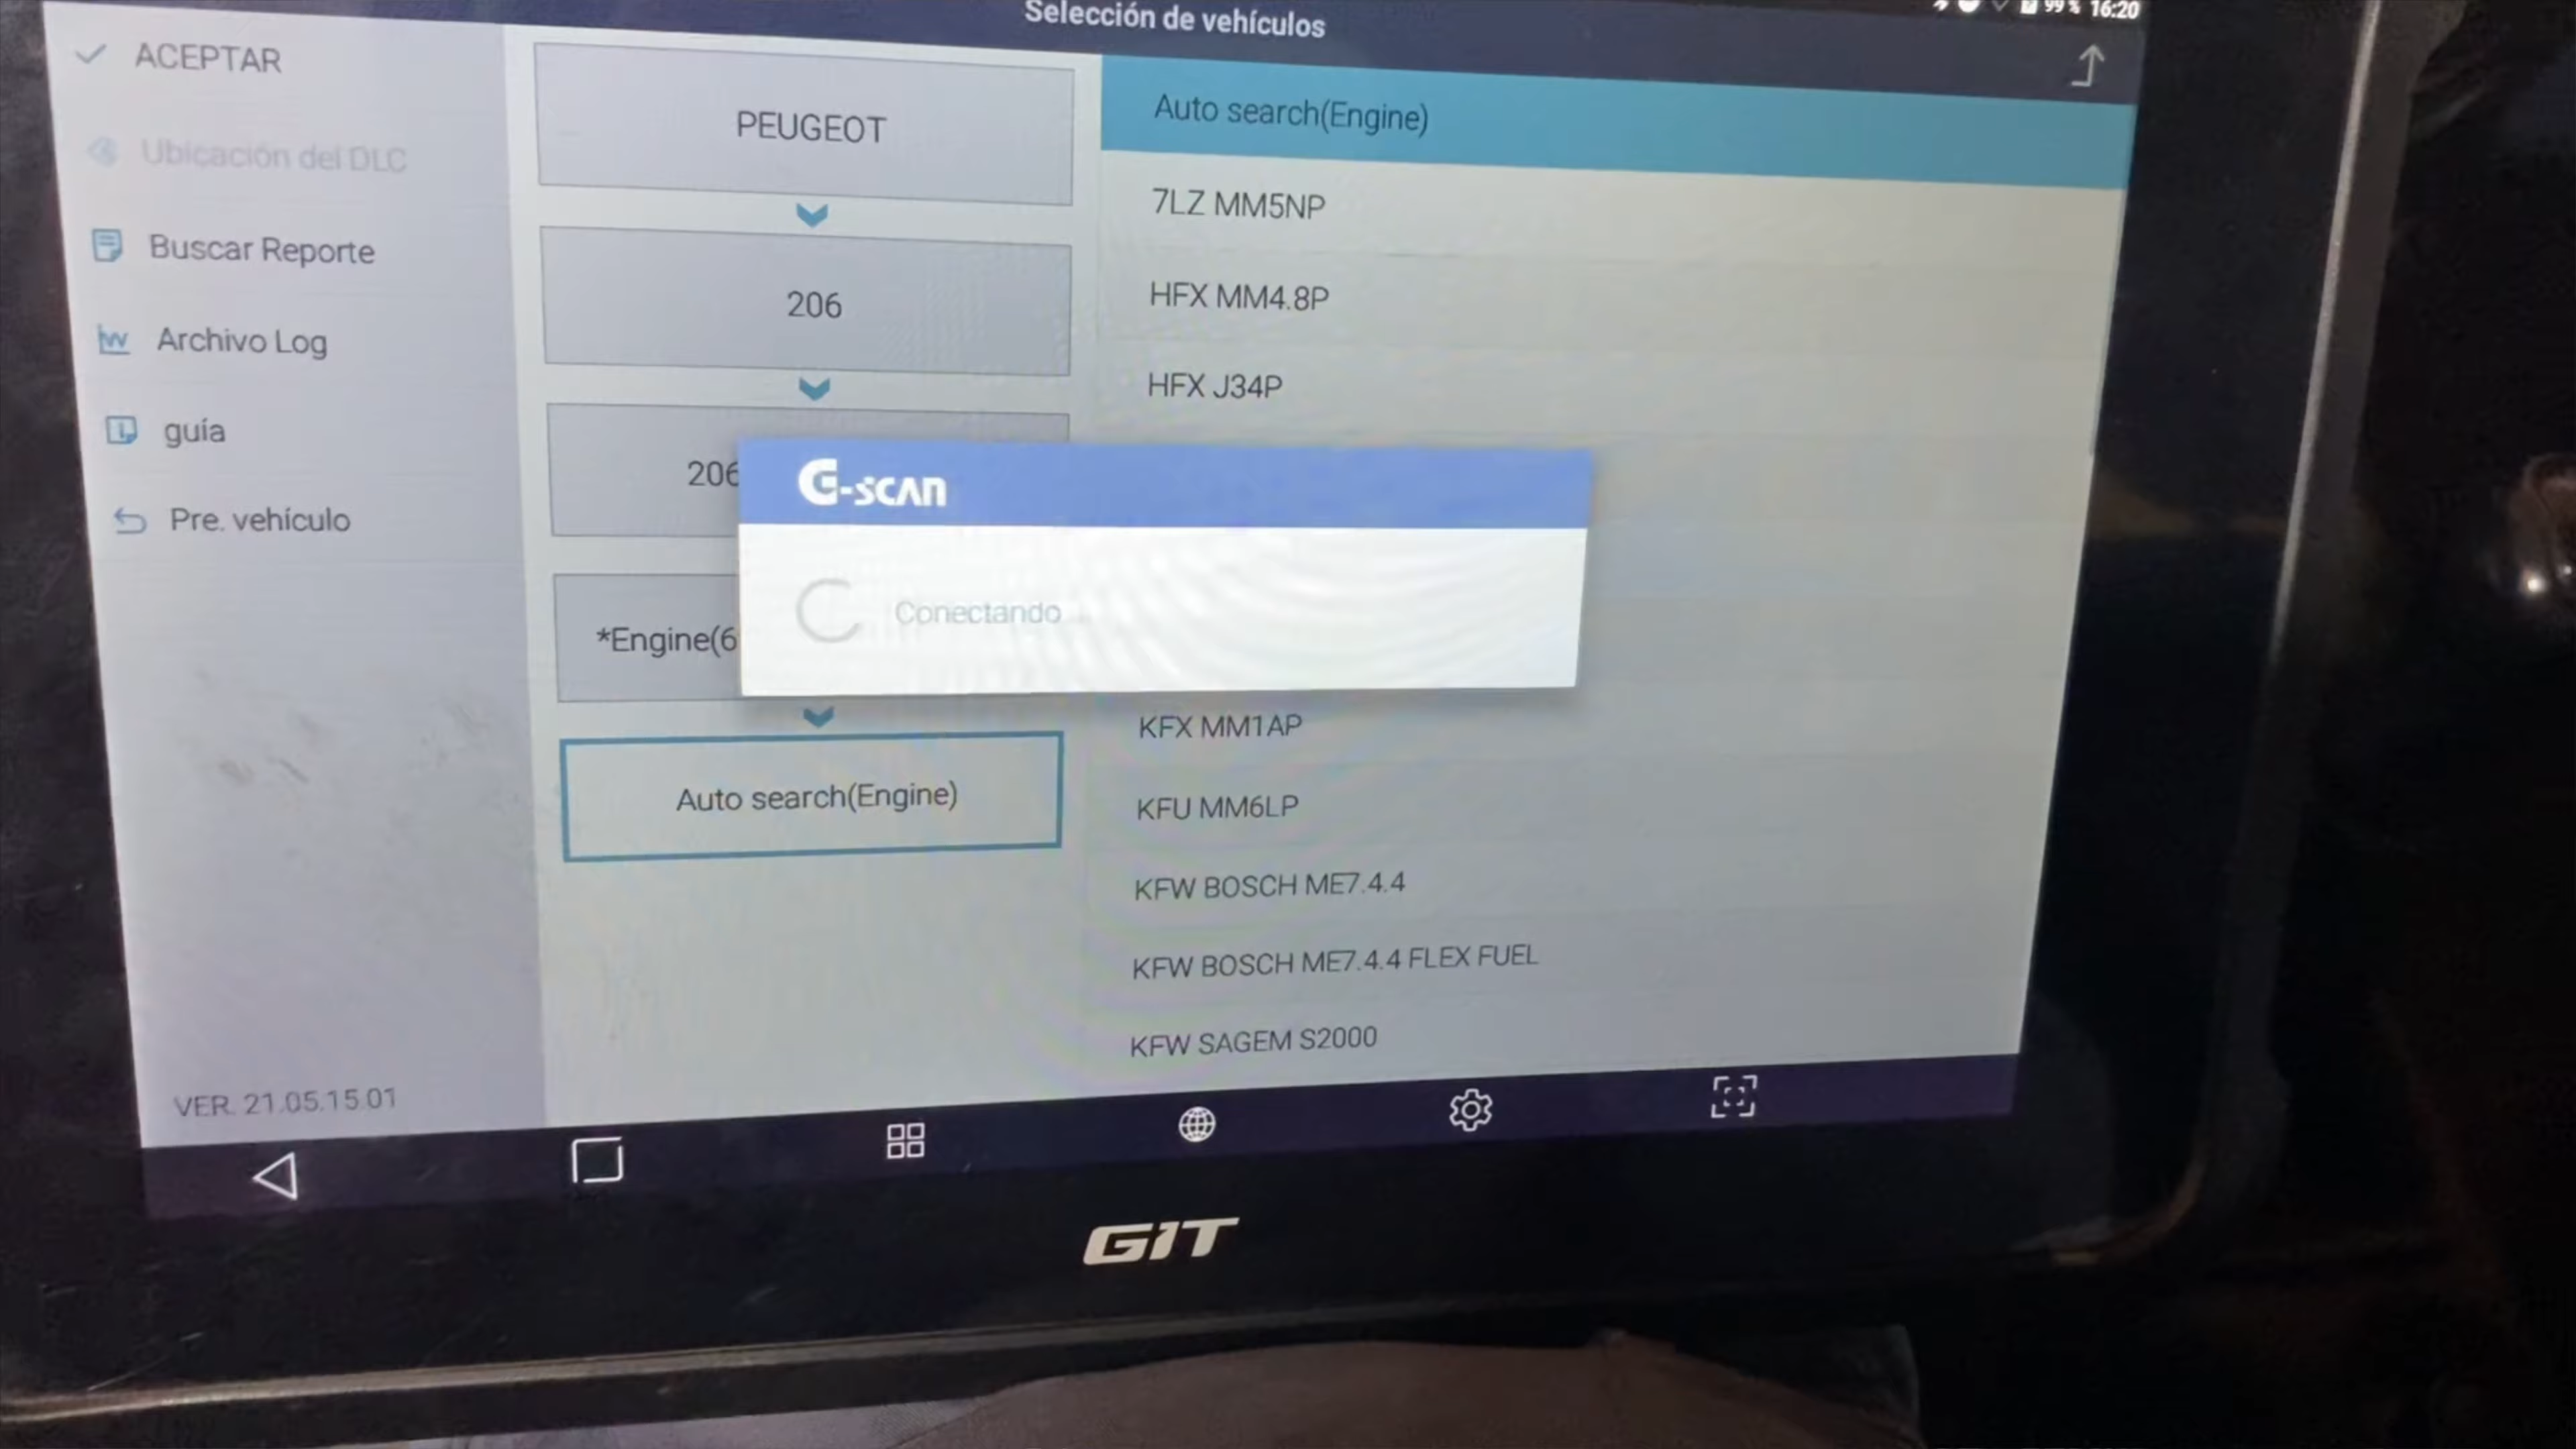 Selección de vehículos
99 % 16:20
ACEPTAR
Ubicación del DLC
Buscar Reporte
Archivo Log
guía
Pre. vehículo
VER. 21.05.15.01
PEUGEOT
206
206
*Engine(6
Auto search(Engine)
Auto search(Engine)
7LZ MM5NP
HFX MM4.8P
HFX J34P
G-SCAN
Conectando
KFX MM1AP
KFU MM6LP
KFW BOSCH ME7.4.4
KFW BOSCH ME7.4.4 FLEX FUEL
KFW SAGEM S2000
GIT